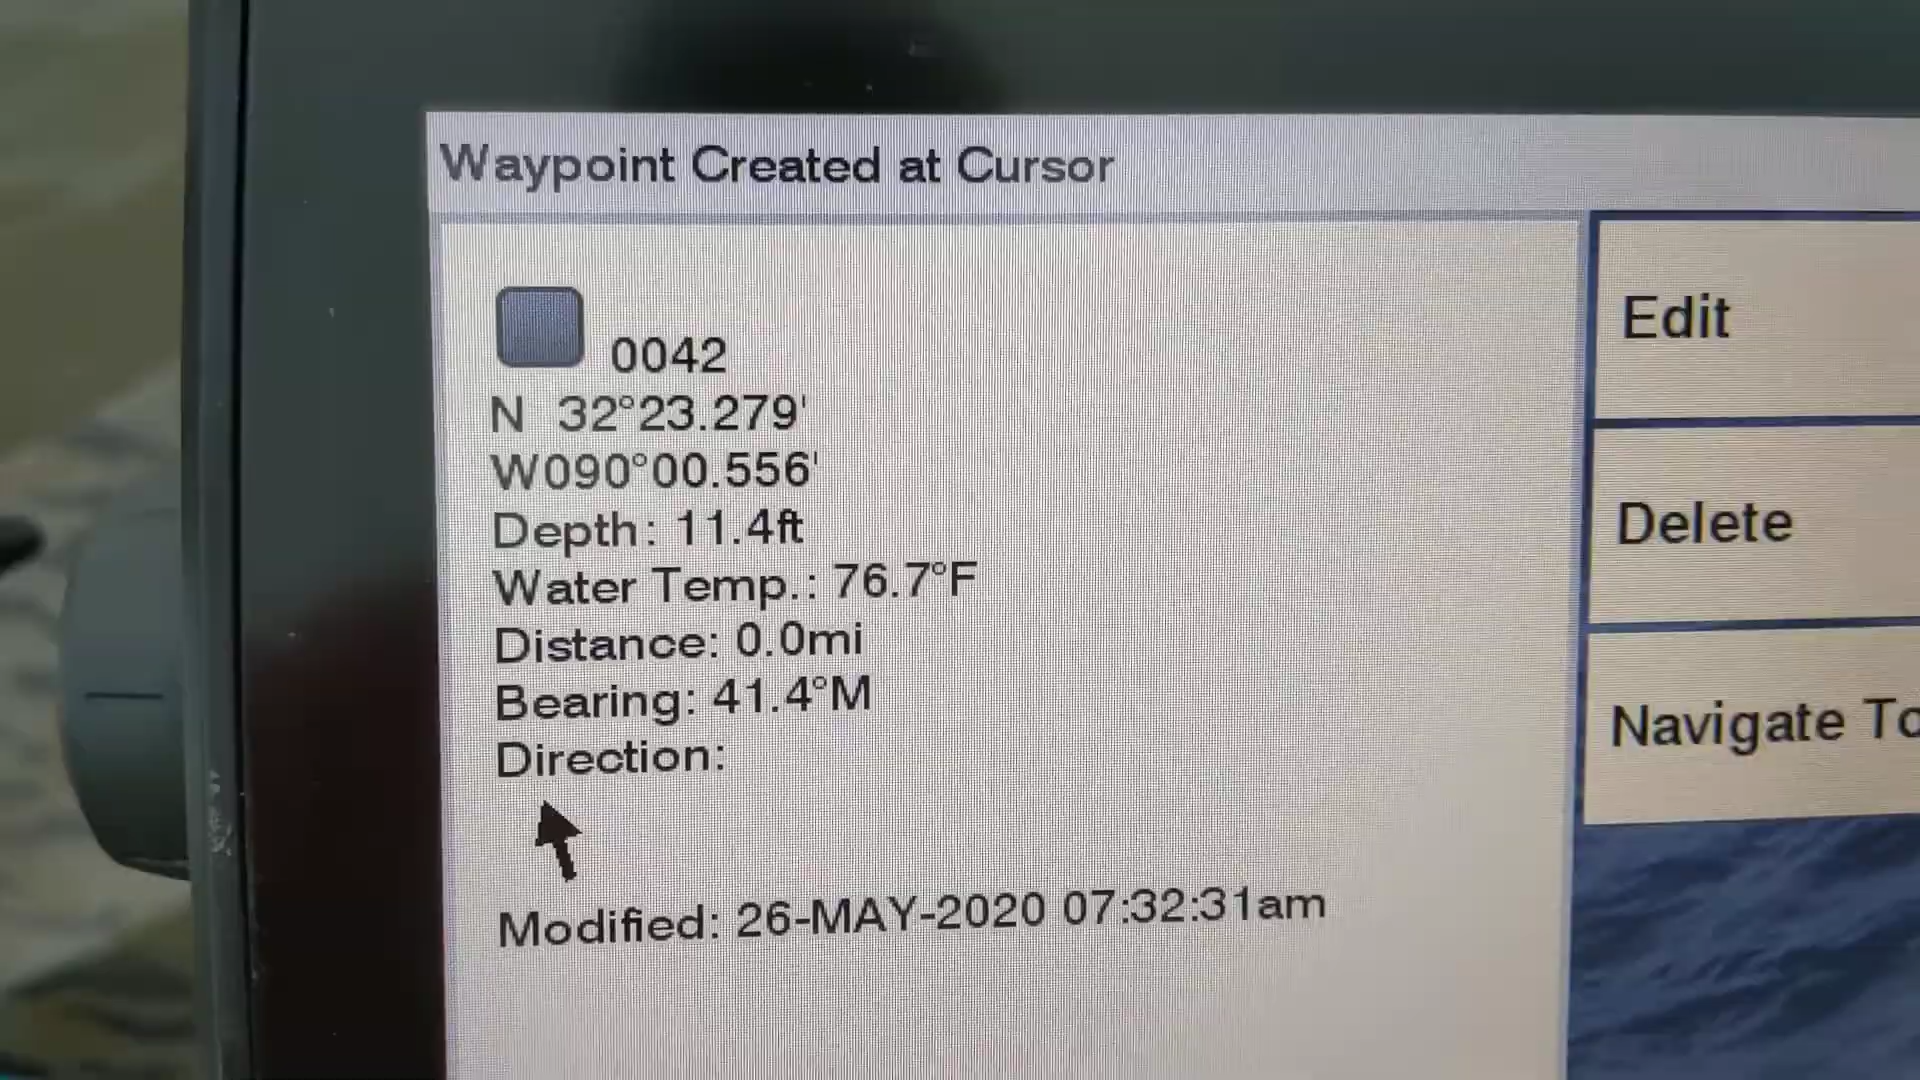 Waypoint Created at Cursor
0042
N 32°23.279'
W090°00.556'
Depth: 11.4ft
Water Temp.: 76.7°F
Distance: 0.0mi
Bearing: 41.4°M
Direction:
Modified: 26-MAY-2020 07:32:31am
Edit
Delete
Navigate To